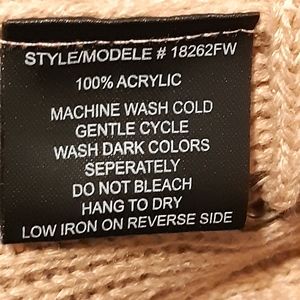 STYLE/MODELE # 18262FW
100% ACRYLIC
MACHINE WASH COLD
GENTLE CYCLE
WASH DARK COLORS
SEPERATELY
DO NOT BLEACH
HANG TO DRY
LOW IRON ON REVERSE SIDE